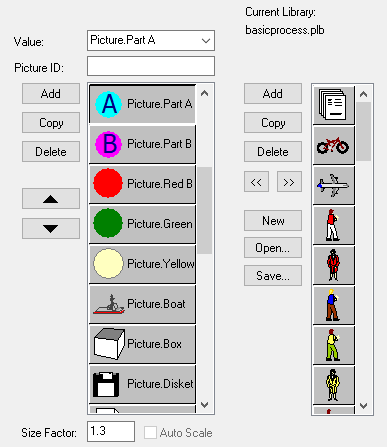 Current Library:
basicprocess.plb
Value:
Picture.Part A
Picture ID:
Add
Copy
Delete
A
Picture.Part A
B
Picture.Part B
Picture.Red B
Picture.Green
Picture.Yellow
Picture.Boat
Picture.Box
Picture.Disket
Add
Copy
Delete
<<
>>
New
Open...
Save...
Size Factor:
1.3
Auto Scale